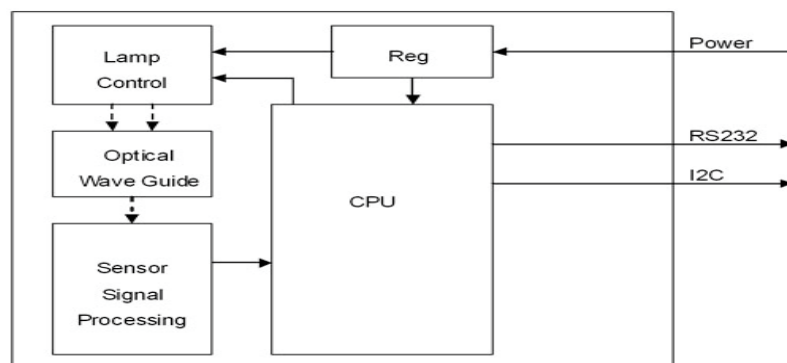 Lamp
Control
Reg
Power
Optical
Wave Guide
CPU
RS232
I2C
Sensor
Signal
Processing